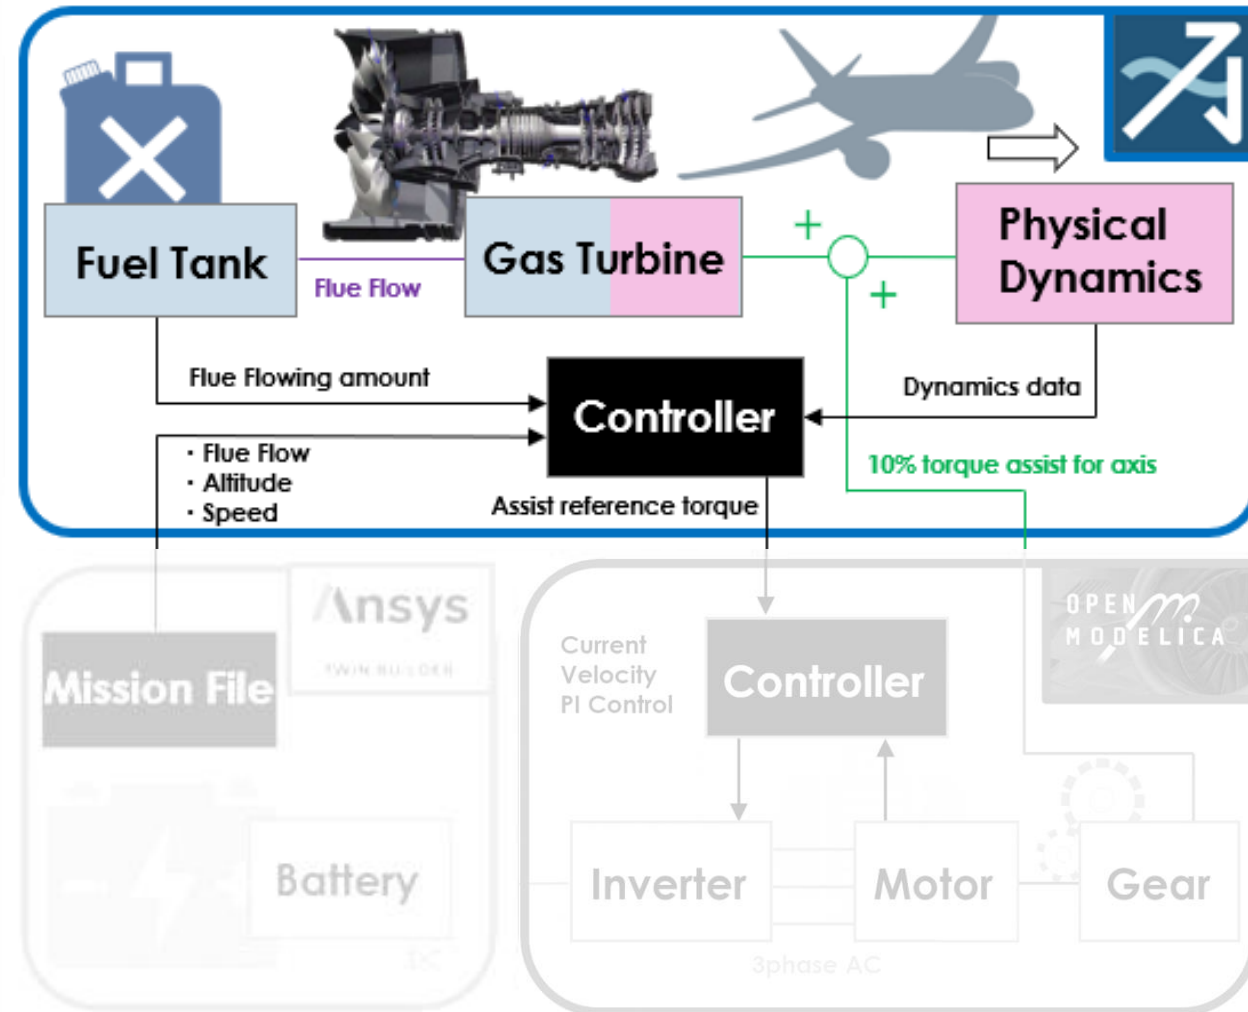 Fuel Tank
Flue Flow
Gas Turbine
+
+
Physical
Dynamics
Flue Flowing amount
Controller
Dynamics data
・Flue Flow
・Altitude
・Speed
10% torque assist for axis
Assist reference torque
Ansys
TWIN BUILDER
Mission File
Battery
Current
Velocity
PI Control
Controller
OPEN
MODELICA
Inverter
Motor
Gear
3phase AC